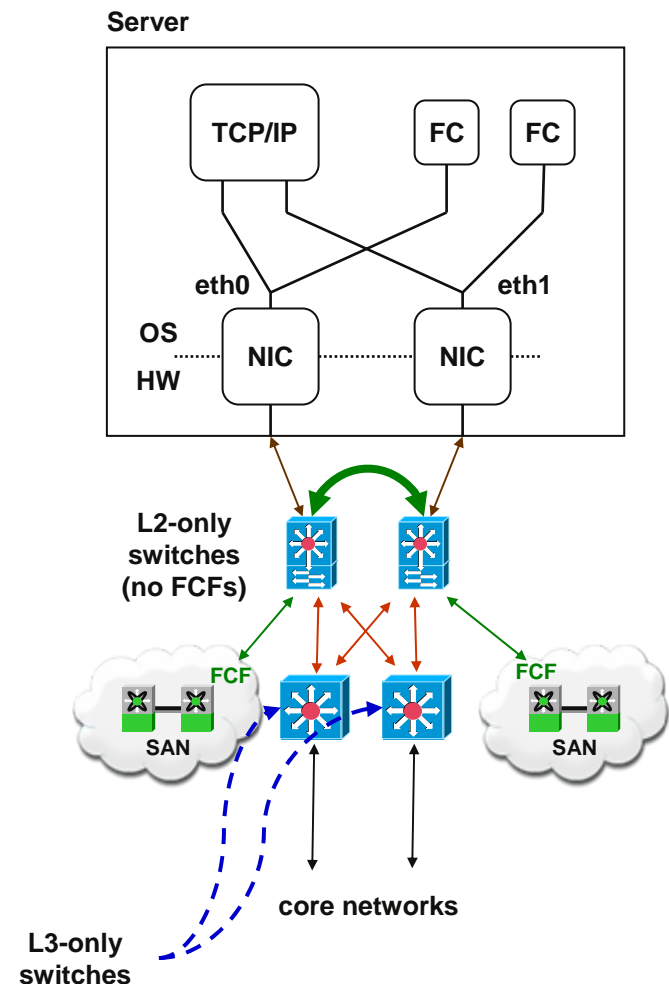 Server
TCP/IP
FC
FC
eth0
eth1
OS
NIC
NIC
HW
L2-only
switches
(no FCFs)
FCF
FCF
SAN
SAN
core networks
L3-only
switches